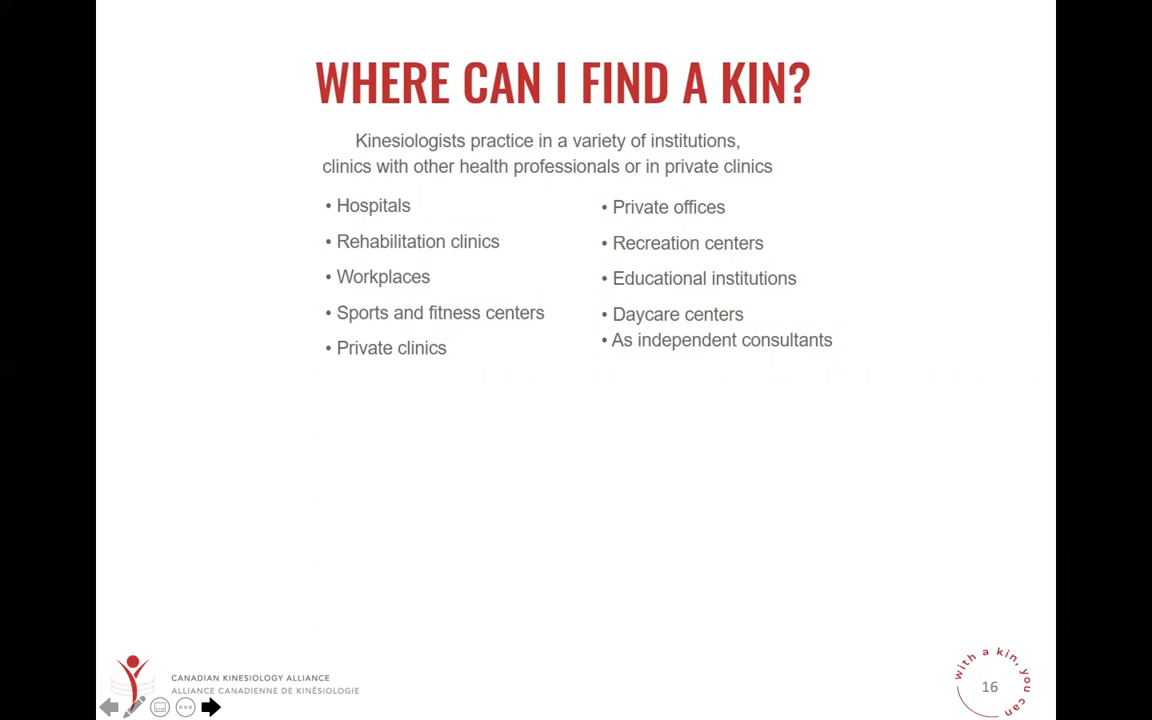 WHERE CAN I FIND A KIN?
Kinesiologists practice in a variety of institutions,
clinics with other health professionals or in private clinics
• Hospitals
• Rehabilitation clinics
• Workplaces
• Sports and fitness centers
• Private clinics
• Private offices
• Recreation centers
• Educational institutions
• Daycare centers
• As independent consultants
CANADIAN KINESIOLOGY ALLIANCE
ALLIANCE CANADIENNE DE KINÉSIOLOGIE
with a kin, you can
16